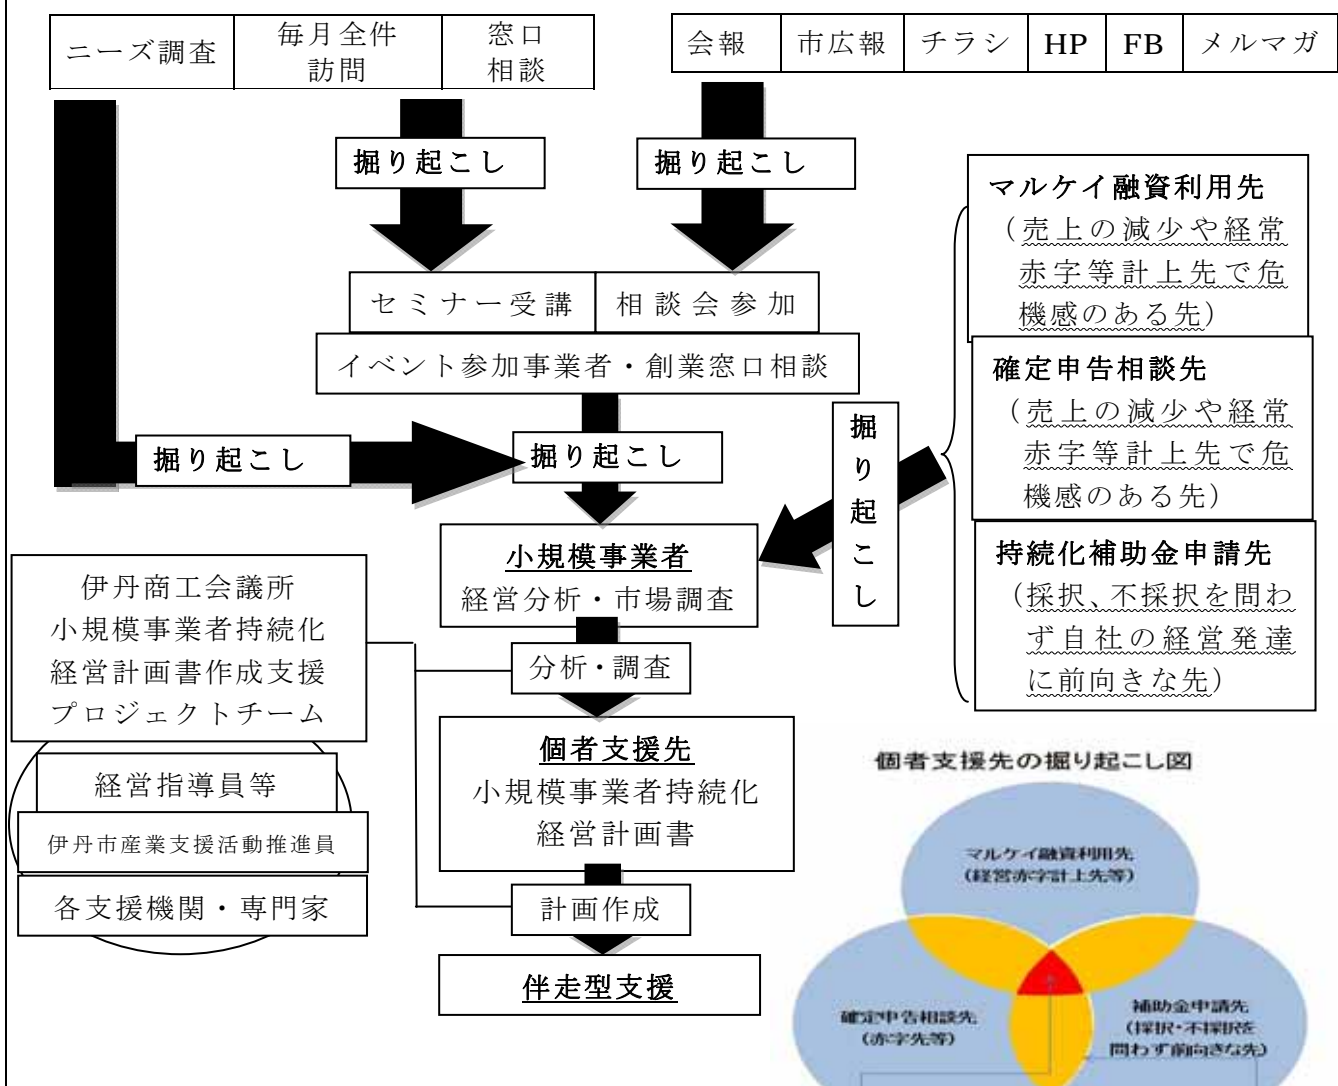 ニーズ調査
毎月全件
訪問
窓口
相談
会報
市広報
チラシ
HP
FB
メルマガ
掘り起こし
掘り起こし
マルケイ融資利用先
（売上の減少や経常
赤字等計上先で危
機感のある先）
セミナー受講
相談会参加
イベント参加事業者・創業窓口相談
確定申告相談先
（売上の減少や経常
赤字等計上先で危
機感のある先）
掘り起こし
掘り起こし
掘り起こし
持続化補助金申請先
（採択、不採択を問わ
ず自社の経営発達
に前向きな先）
小規模事業者
経営分析・市場調査
伊丹商工会議所
小規模事業者持続化
経営計画書作成支援
プロジェクトチーム
分析・調査
経営指導員等
伊丹市産業支援活動推進員
各支援機関・専門家
個者支援先
小規模事業者持続化
経営計画書
計画作成
伴走型支援
個者支援先の掘り起こし図
マルケイ融資利用先
（経営赤字計上先等）
確定申告相談先
（赤字先等）
補助金申請先
（採択・不採択を
問わず前向きな先）